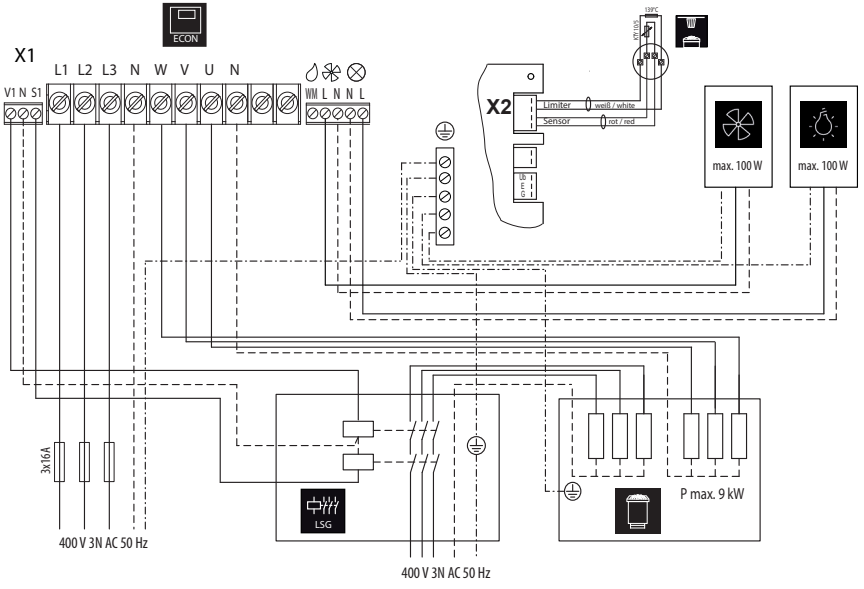 ECON
X1
L1 L2 L3 N W V U N
V1 N S1
WM L N N L
139°C
KTY 10/5
X2
Limiter weiß / white
Sensor rot / red
Ub
E
G
max. 100 W
max. 100 W
3x16A
LSG
P max. 9 kW
400 V 3N AC 50 Hz
400 V 3N AC 50 Hz